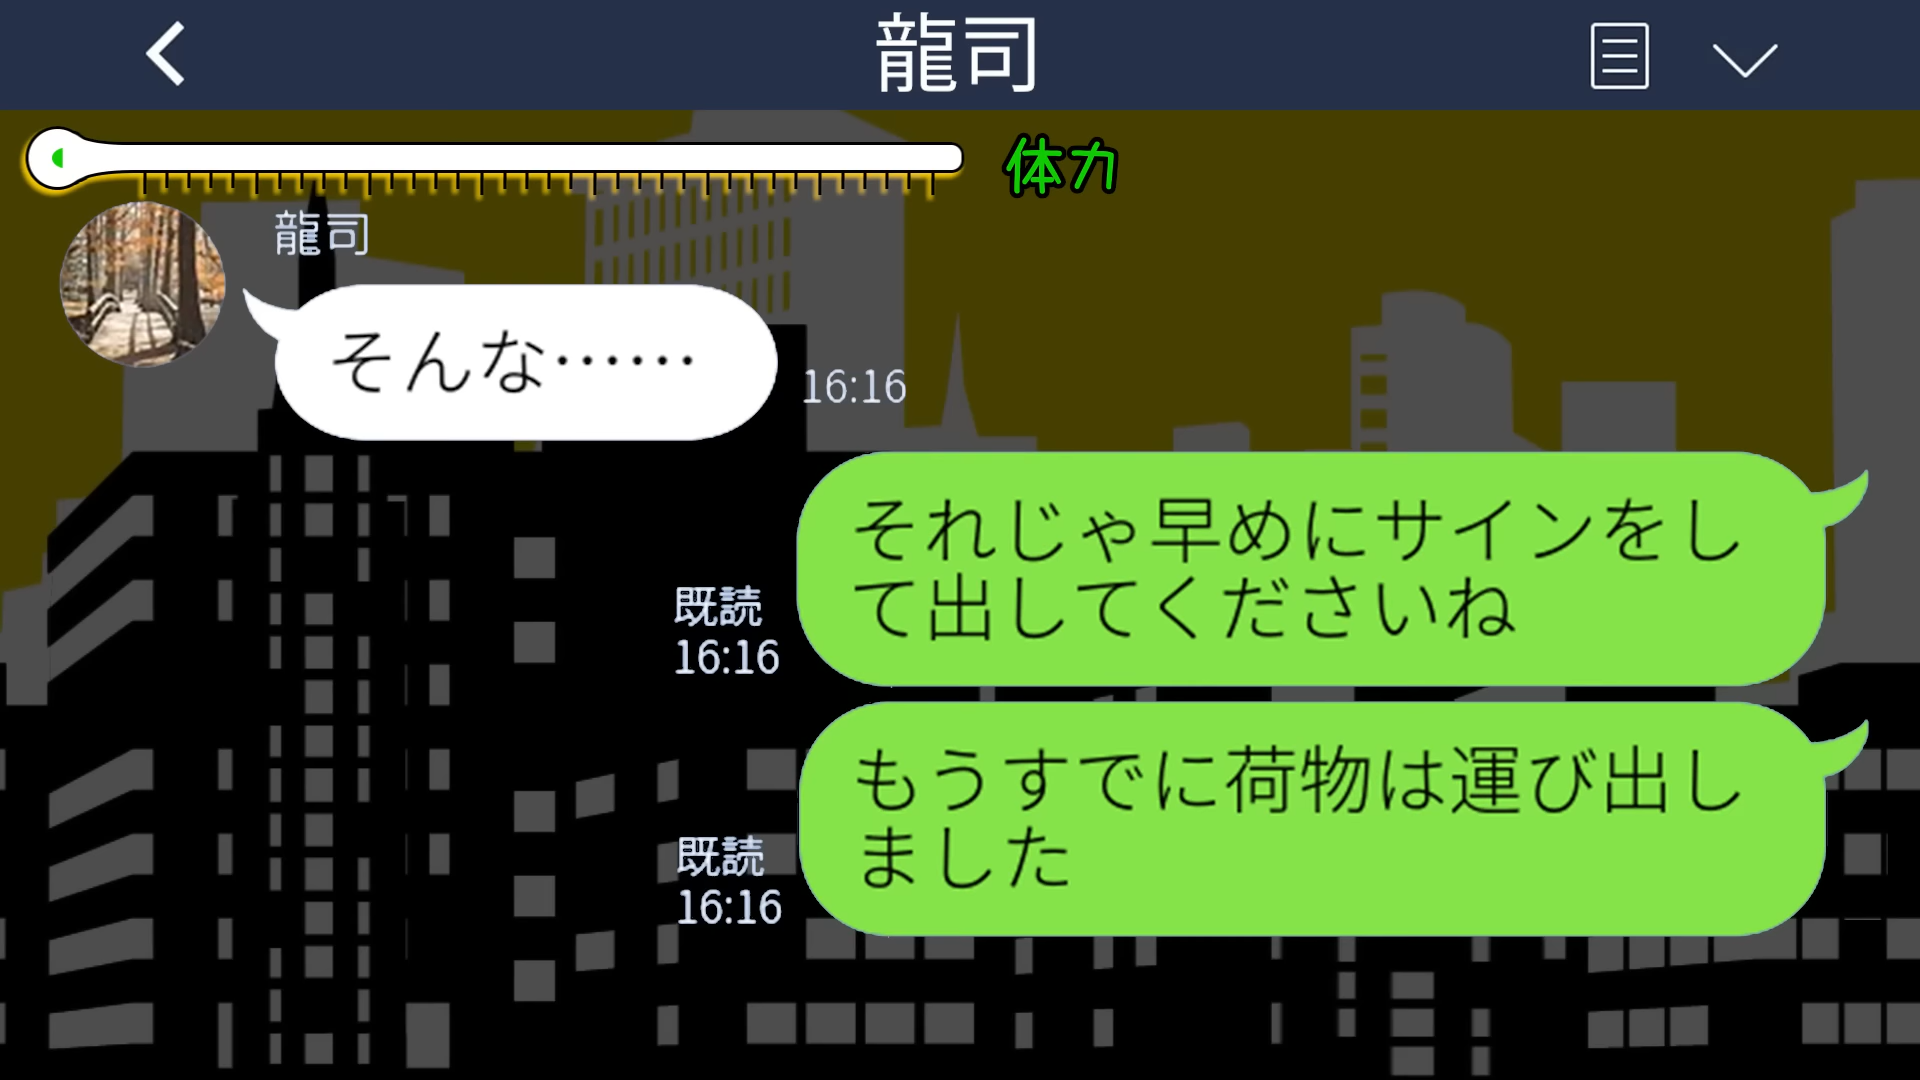 龍司
体力
龍司
そんな……
16:16
それじゃ早めにサインをし
て出してくださいね
既読
16:16
もうすでに荷物は運び出し
ました
既読
16:16